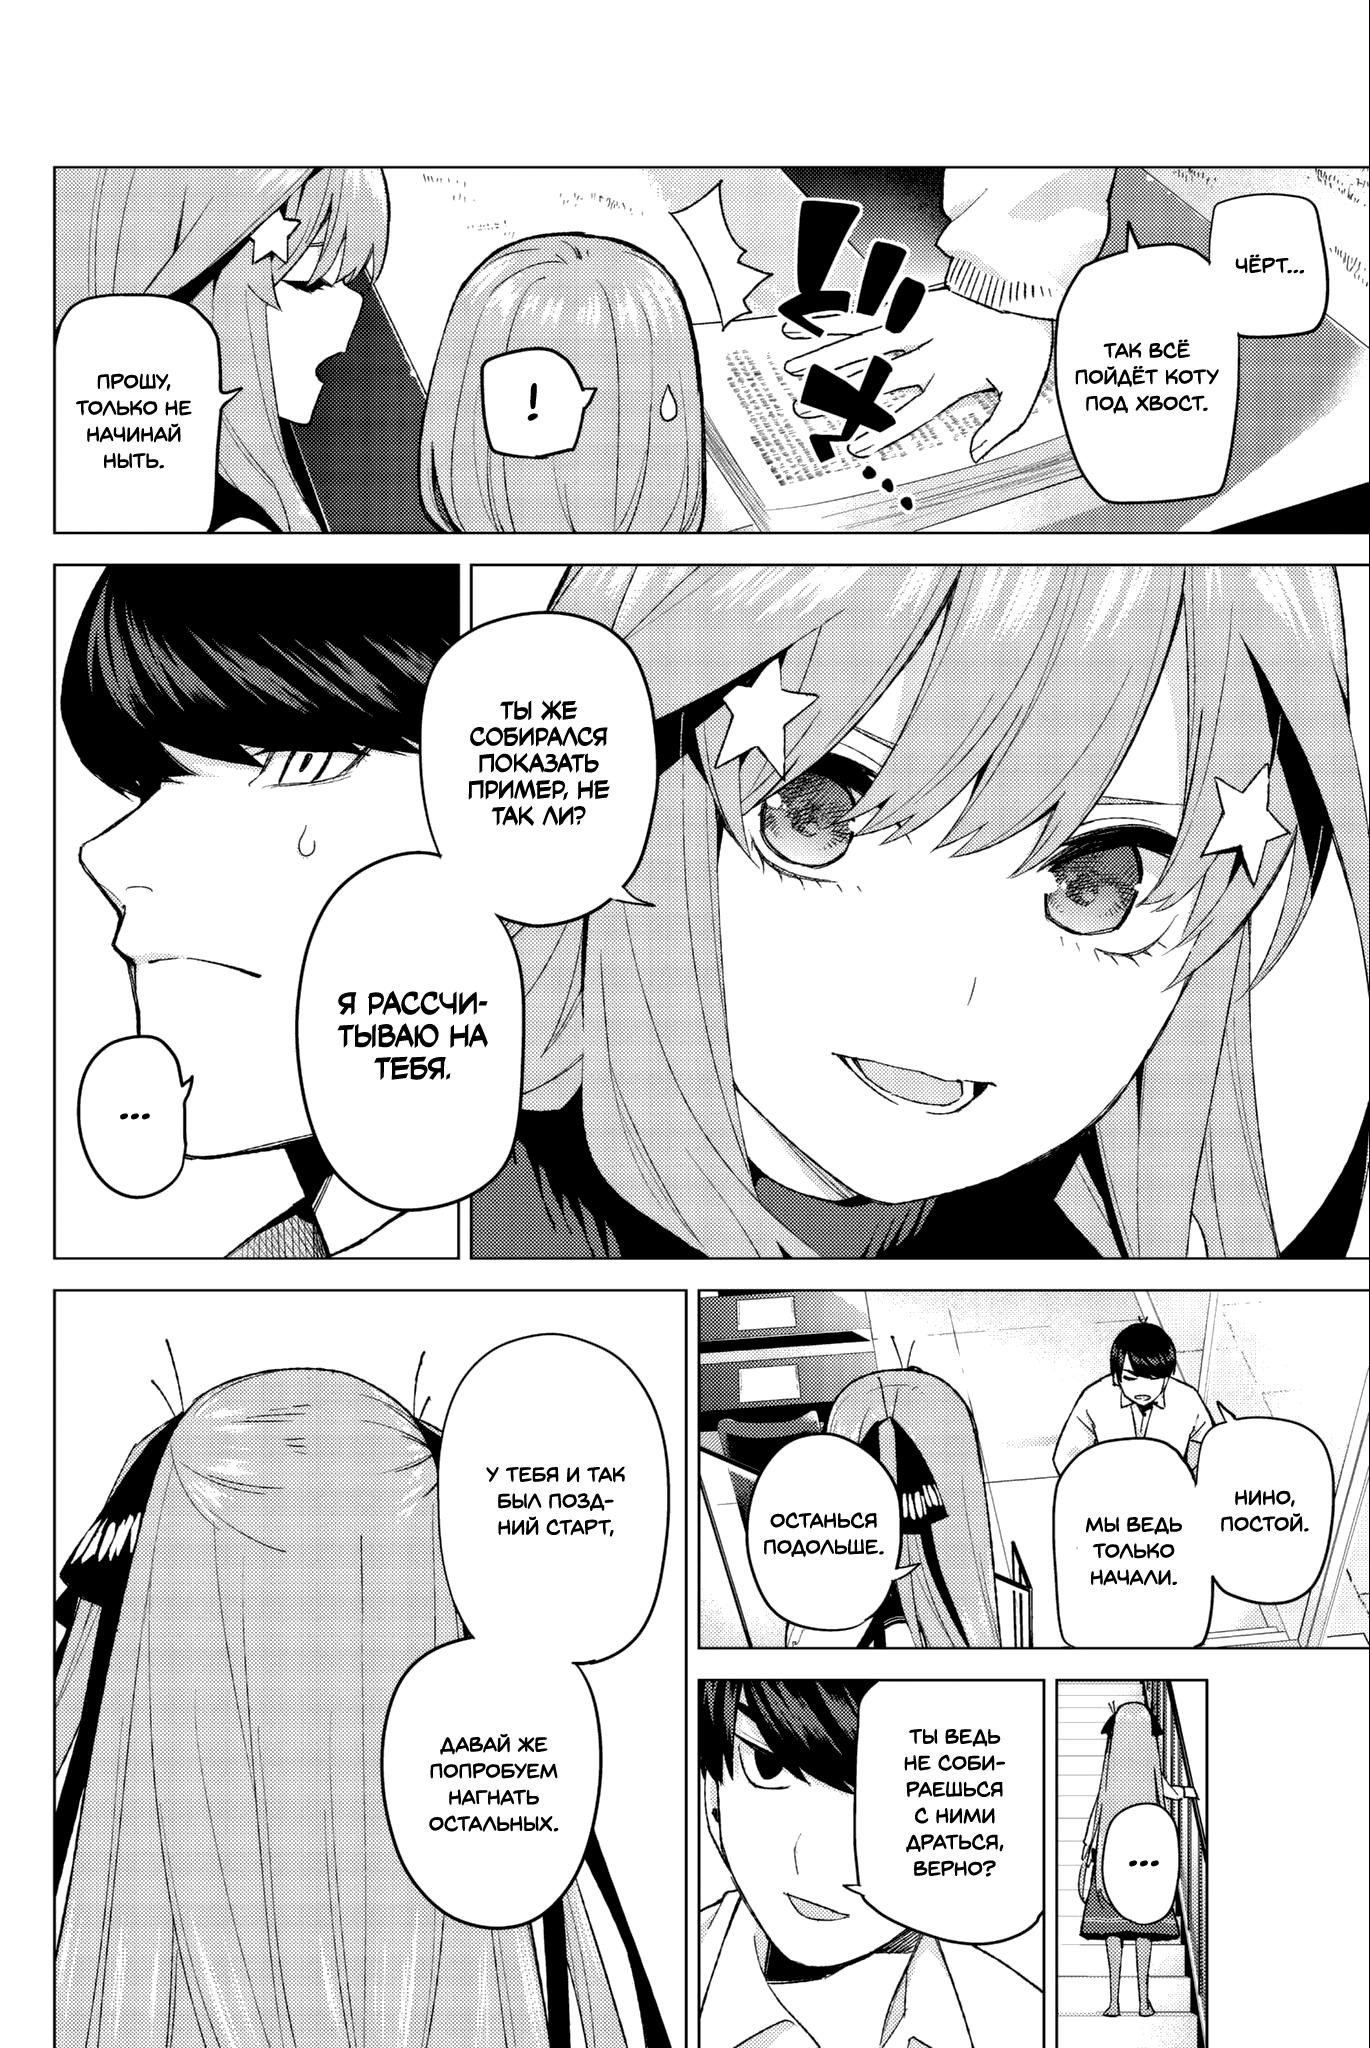 ЧЁРТ...
ТАК ВСЁ
ПОЙДЁТ КОТУ
ПОД ХВОСТ.
!
ПРОШУ,
ТОЛЬКО НЕ
НАЧИНАЙ
НЫТЬ.
ТЫ ЖЕ
СОБИРАЛСЯ
ПОКАЗАТЬ
ПРИМЕР, НЕ
ТАК ЛИ?
Я РАССЧИ-
ТЫВАЮ НА
ТЕБЯ.
...
НИНО,
ПОСТОЙ.
МЫ ВЕДЬ
ТОЛЬКО
НАЧАЛИ.
ОСТАНЬСЯ
ПОДОЛЬШЕ.
...
ТЫ ВЕДЬ
НЕ СОБИ-
РАЕШЬСЯ
С НИМИ
ДРАТЬСЯ,
ВЕРНО?
У ТЕБЯ И ТАК
БЫЛ ПОЗД-
НИЙ СТАРТ,
ДАВАЙ ЖЕ
ПОПРОБУЕМ
НАГНАТЬ
ОСТАЛЬНЫХ.